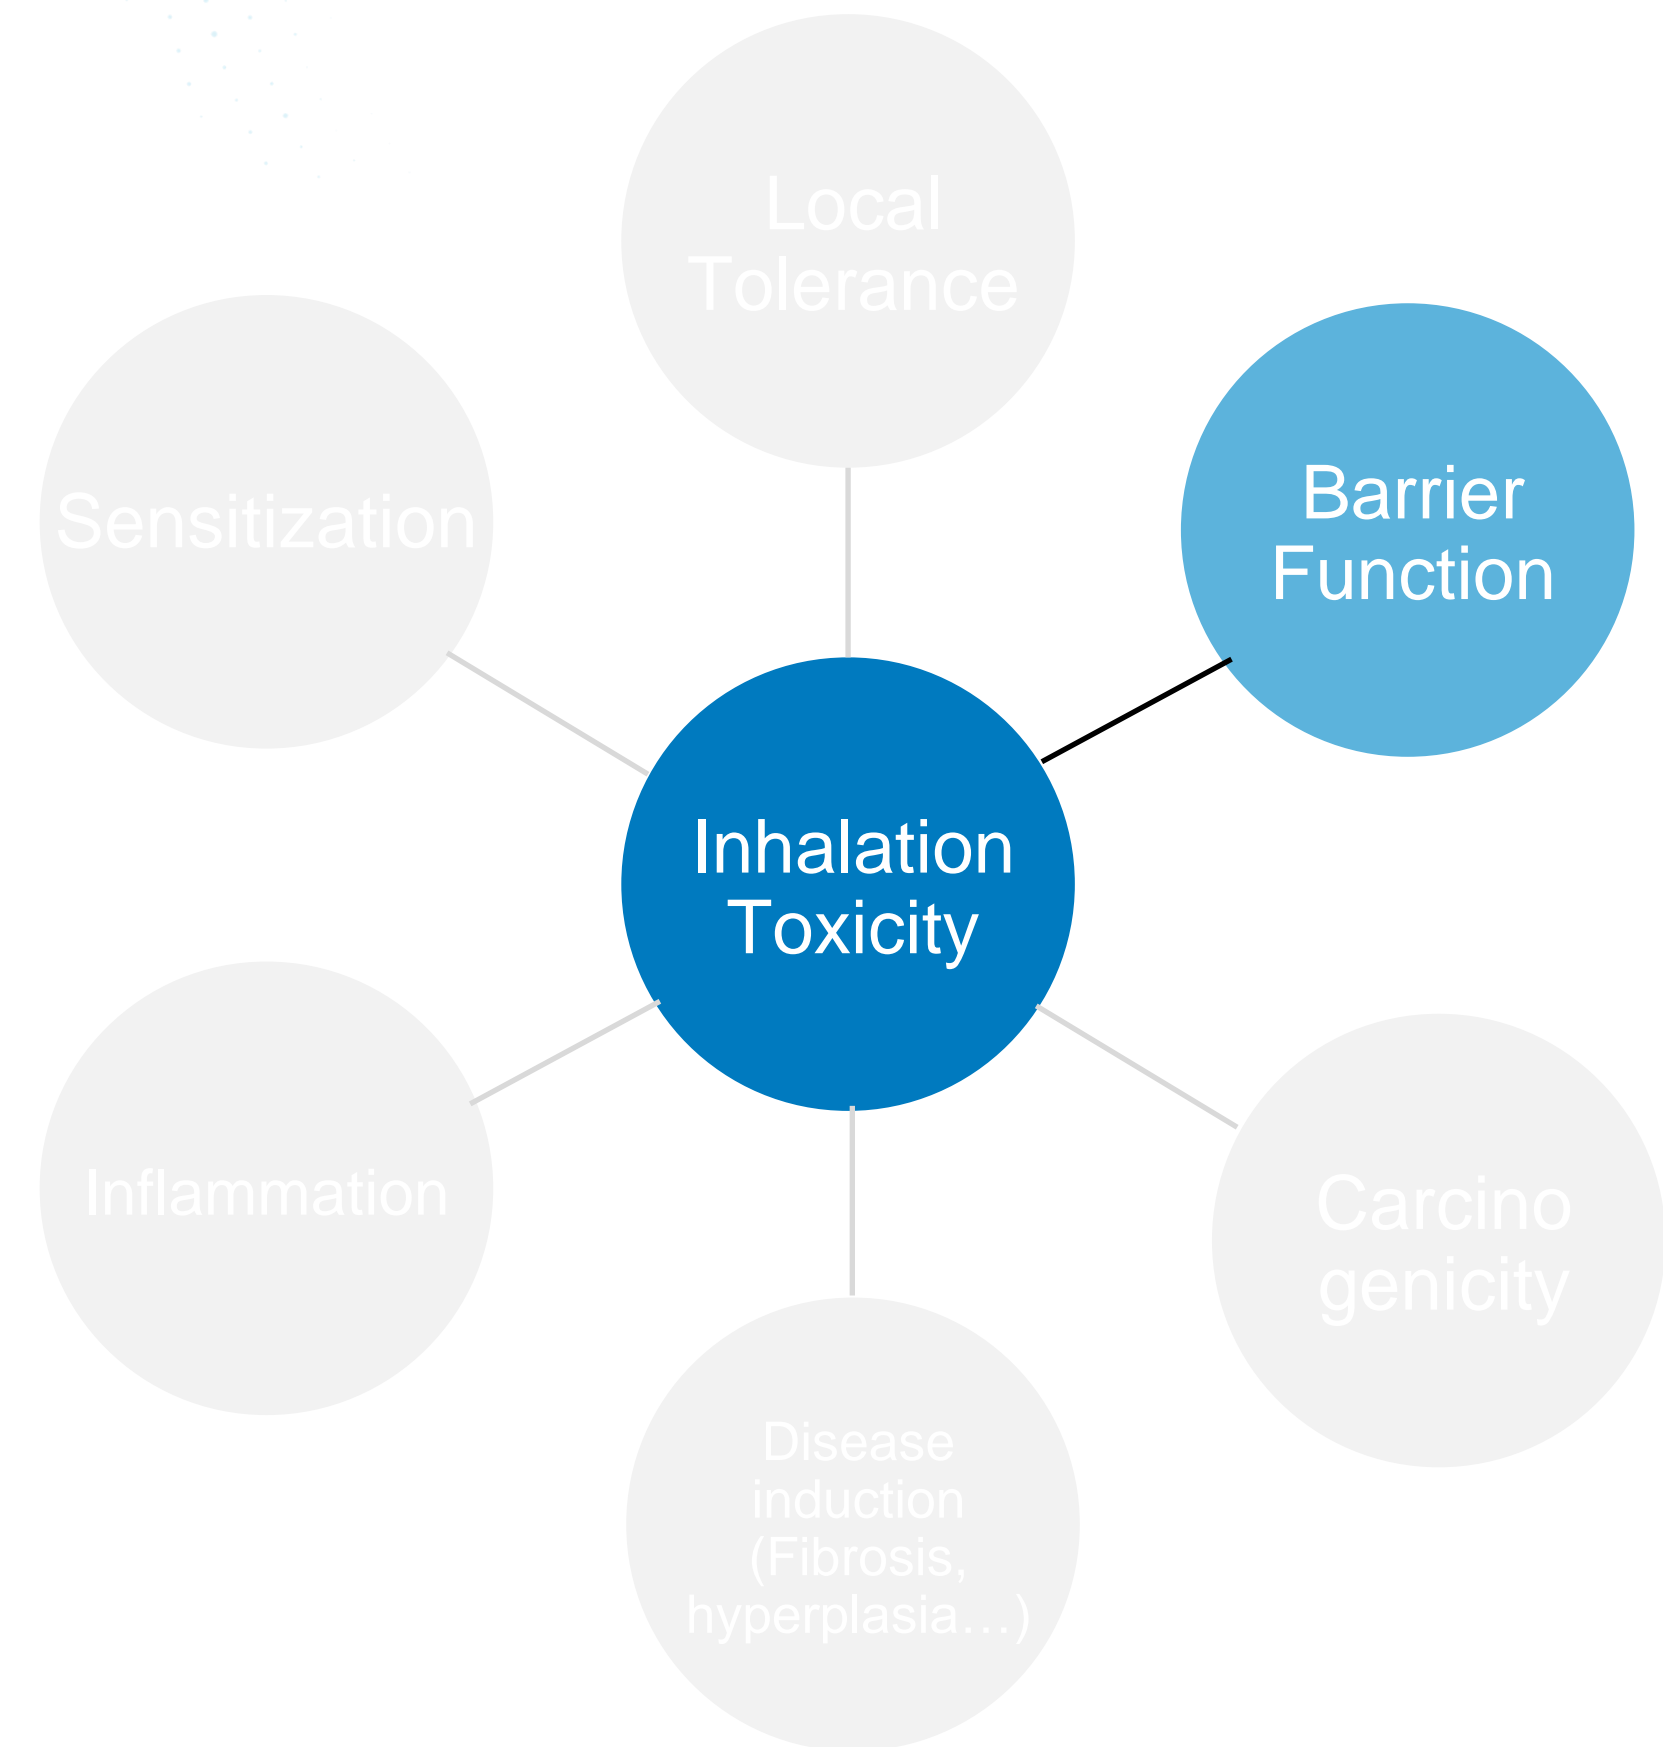 Local
Tolerance
Barrier
Function
Sensitization
Inhalation
Toxicity
Inflammation
Carcino
genicity
Disease
induction
(Fibrosis,
hyperplasia…)